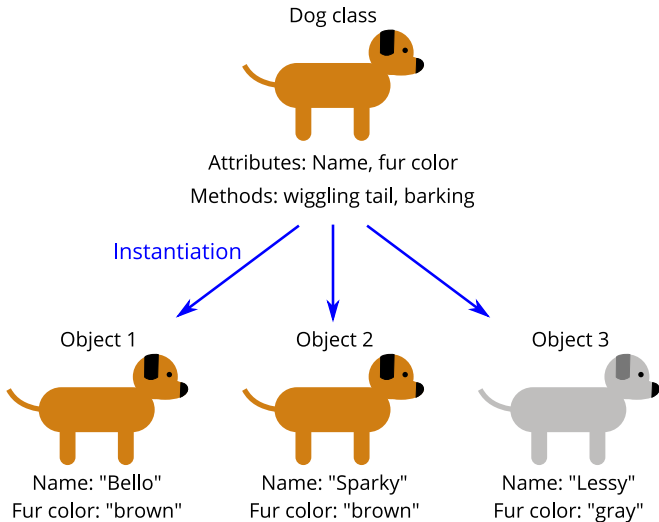 Dog class
Attributes: Name, fur color
Methods: wiggling tail, barking
Instantiation
Object 1
Object 2
Object 3
Name: "Bello"
Fur color: "brown"
Name: "Sparky"
Fur color: "brown"
Name: "Lessy"
Fur color: "gray"